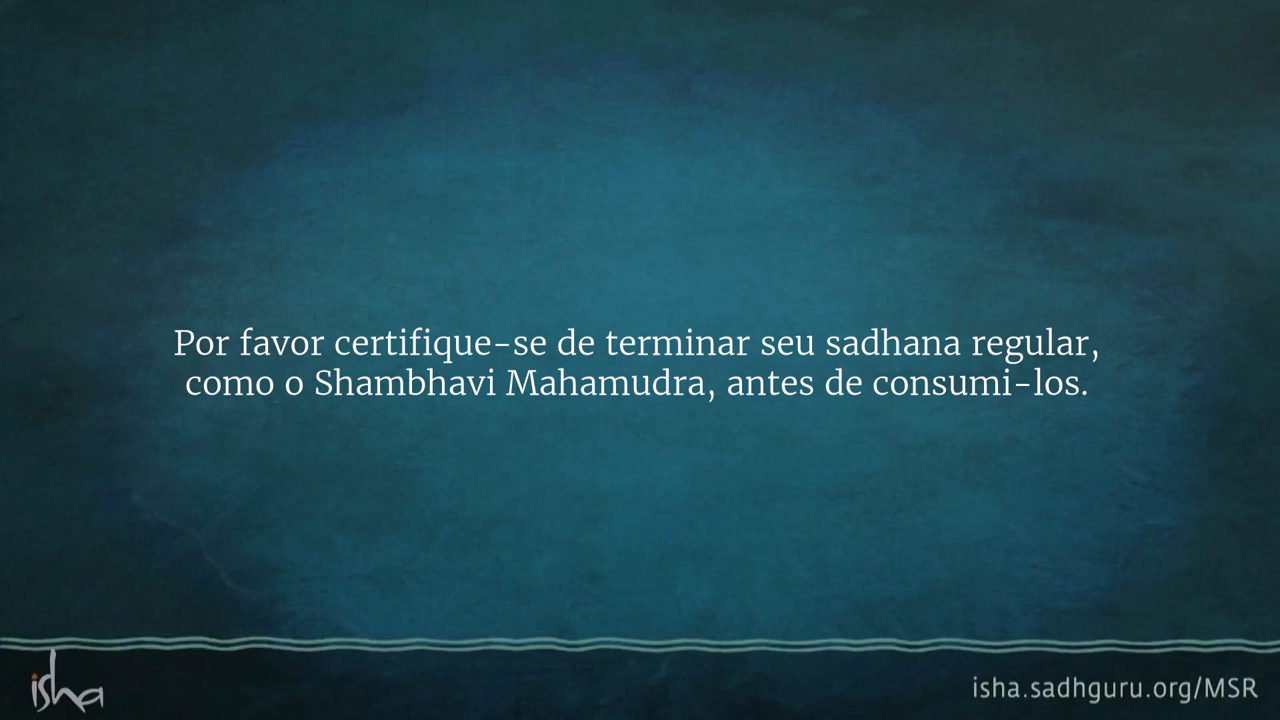 Por favor certifique-se de terminar seu sadhana regular,
como o Shambhavi Mahamudra, antes de consumi-los.
isha
isha.sadhguru.org/MSR